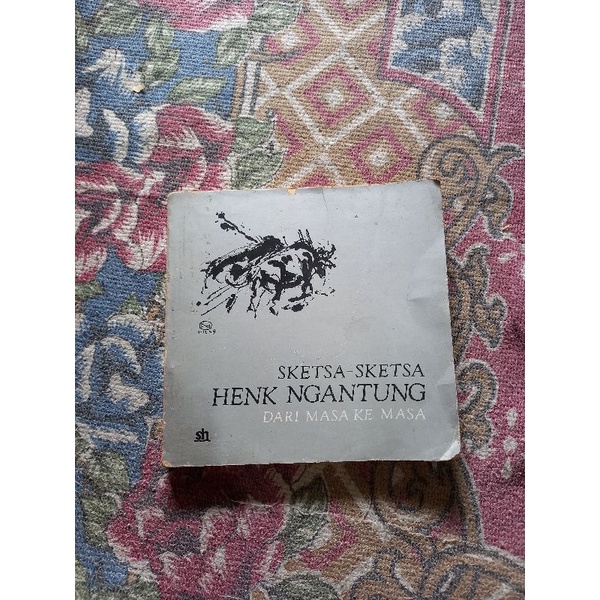 SKETSA-SKETSA
HENK NGANTUNG
DARI MASA KE MASA
sh